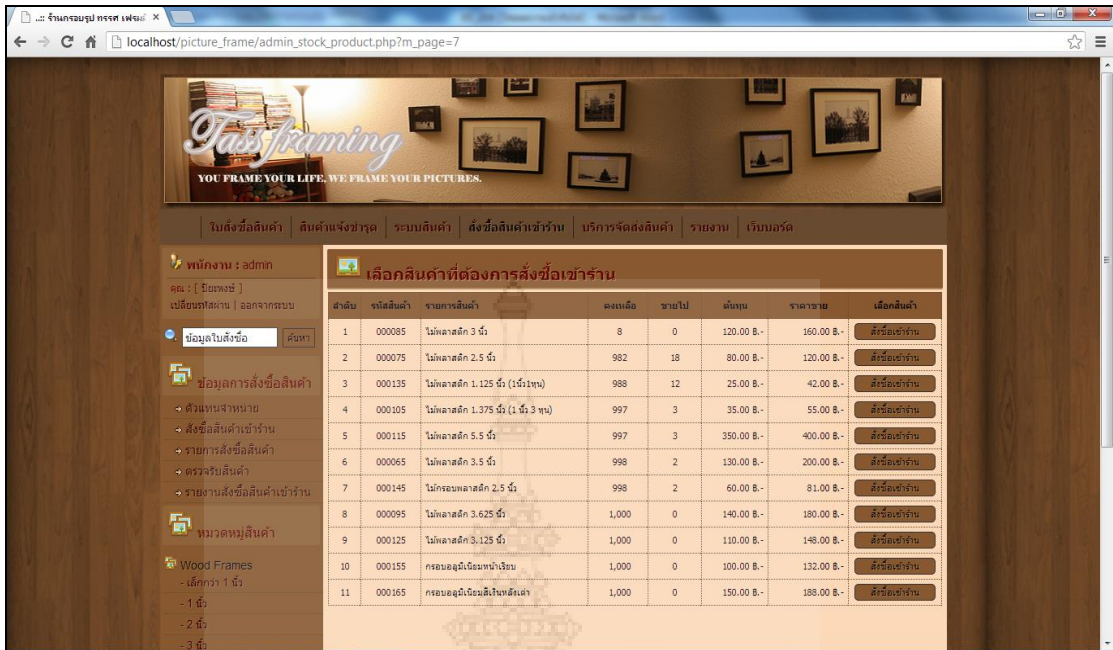 ..:: ร้านกรอบรูป ทรรศ เฟรมมิ่
localhost/picture_frame/admin_stock_product.php?m_page=7
Tass framing
YOU FRAME YOUR LIFE, WE FRAME YOUR PICTURES.
ใบสั่งซื้อสินค้า สินค้าแจ้งชำรุด ระบบสินค้า สั่งซื้อสินค้าเข้าร้าน บริการจัดส่งสินค้า รายงาน เว็บบอร์ด
พนักงาน : admin
คุณ : [ ปิยะพงษ์ ]
เปลี่ยนรหัสผ่าน | ออกจากระบบ
ข้อมูลใบสั่งซื้อ ค้นหา
ข้อมูลการสั่งซื้อสินค้า
ตัวแทนจำหน่าย
สั่งซื้อสินค้าเข้าร้าน
รายการสั่งซื้อสินค้า
ตรวจรับสินค้า
รายงานสั่งซื้อสินค้าเข้าร้าน
หมวดหมู่สินค้า
Wood Frames
- เล็กกว่า 1 นิ้ว
- 1 นิ้ว
- 2 นิ้ว
- 3 นิ้ว
เลือกสินค้าที่ต้องการสั่งซื้อเข้าร้าน
ลำดับ รหัสสินค้า รายการสินค้า คงเหลือ ขายไป ต้นทุน ราคาขาย เลือกสินค้า
1 000085 ไม้พลาสติก 3 นิ้ว 8 0 120.00 B.- 160.00 B.- สั่งซื้อเข้าร้าน
2 000075 ไม้พลาสติก 2.5 นิ้ว 982 18 80.00 B.- 120.00 B.- สั่งซื้อเข้าร้าน
3 000135 ไม้พลาสติก 1.125 นิ้ว (1นิ้ว1หุน) 988 12 25.00 B.- 42.00 B.- สั่งซื้อเข้าร้าน
4 000105 ไม้พลาสติก 1.375 นิ้ว (1 นิ้ว 3 หุน) 997 3 35.00 B.- 55.00 B.- สั่งซื้อเข้าร้าน
5 000115 ไม้พลาสติก 5.5 นิ้ว 997 3 350.00 B.- 400.00 B.- สั่งซื้อเข้าร้าน
6 000065 ไม้พลาสติก 3.5 นิ้ว 998 2 130.00 B.- 200.00 B.- สั่งซื้อเข้าร้าน
7 000145 ไม้กรอบพลาสติก 2.5 นิ้ว 998 2 60.00 B.- 81.00 B.- สั่งซื้อเข้าร้าน
8 000095 ไม้พลาสติก 3.625 นิ้ว 1,000 0 140.00 B.- 180.00 B.- สั่งซื้อเข้าร้าน
9 000125 ไม้พลาสติก 3.125 นิ้ว 1,000 0 110.00 B.- 148.00 B.- สั่งซื้อเข้าร้าน
10 000155 กรอบอลูมิเนียมหน้าเรียบ 1,000 0 100.00 B.- 132.00 B.- สั่งซื้อเข้าร้าน
11 000165 กรอบอลูมิเนียมสีเงินหลังเต่า 1,000 0 150.00 B.- 188.00 B.- สั่งซื้อเข้าร้าน